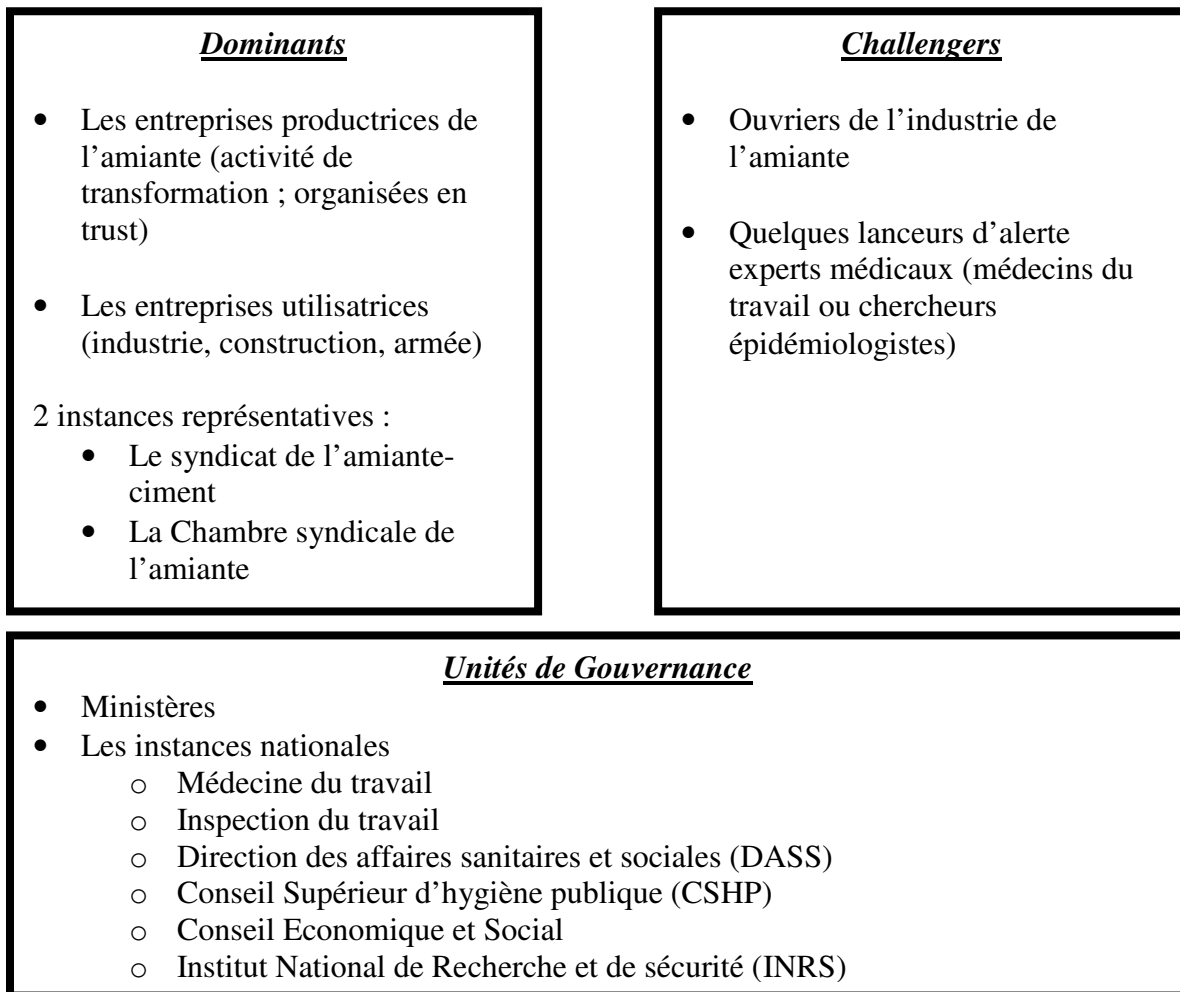 Dominants
• Les entreprises productrices de
l’amiante (activité de
transformation ; organisées en
trust)
• Les entreprises utilisatrices
(industrie, construction, armée)
2 instances représentatives :
• Le syndicat de l’amiante-
ciment
• La Chambre syndicale de
l’amiante
Challengers
• Ouvriers de l’industrie de
l’amiante
• Quelques lanceurs d’alerte
experts médicaux (médecins du
travail ou chercheurs
épidémiologistes)
Unités de Gouvernance
• Ministères
• Les instances nationales
o Médecine du travail
o Inspection du travail
o Direction des affaires sanitaires et sociales (DASS)
o Conseil Supérieur d’hygiène publique (CSHP)
o Conseil Economique et Social
o Institut National de Recherche et de sécurité (INRS)